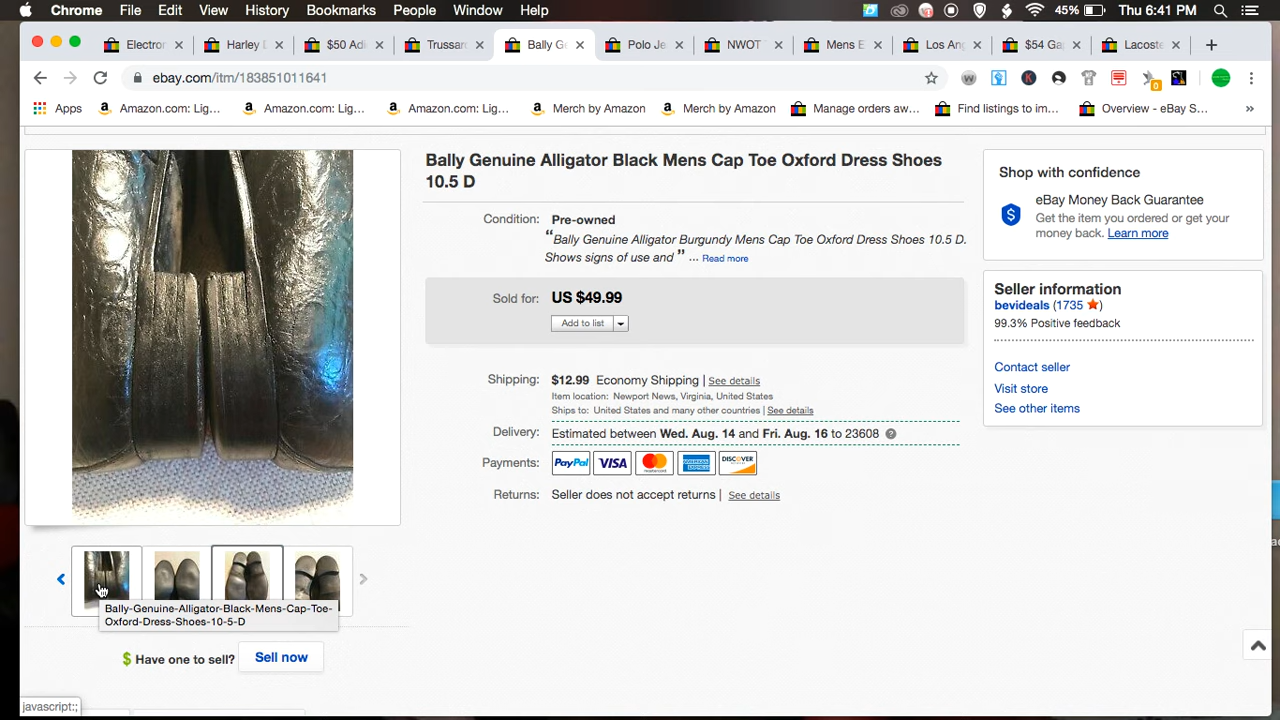 Chrome File Edit View History Bookmarks People Window Help 45% Thu 6:41 PM
Electror Harley D $50 Adi Trussar Bally Ge Polo Je NWOT Mens E Los Ang $54 Ga Lacoste
ebay.com/itm/183851011641
Apps Amazon.com: Lig... Amazon.com: Lig... Amazon.com: Lig... Merch by Amazon Merch by Amazon Manage orders aw... Find listings to im... Overview - eBay S... »
Bally Genuine Alligator Black Mens Cap Toe Oxford Dress Shoes
10.5 D
Condition: Pre-owned
“Bally Genuine Alligator Burgundy Mens Cap Toe Oxford Dress Shoes 10.5 D.
Shows signs of use and ” ... Read more
Sold for: US $49.99
Add to list
Shipping: $12.99 Economy Shipping | See details
Item location: Newport News, Virginia, United States
Ships to: United States and many other countries | See details
Delivery: Estimated between Wed. Aug. 14 and Fri. Aug. 16 to 23608 ?
Payments: PayPal VISA MasterCard AMERICAN EXPRESS DISCOVER
Returns: Seller does not accept returns | See details
Shop with confidence
eBay Money Back Guarantee
Get the item you ordered or get your
money back. Learn more
Seller information
bevideals (1735 ★)
99.3% Positive feedback
Contact seller
Visit store
See other items
Bally-Genuine-Alligator-Black-Mens-Cap-Toe-
Oxford-Dress-Shoes-10-5-D
$ Have one to sell? Sell now
javascript:;